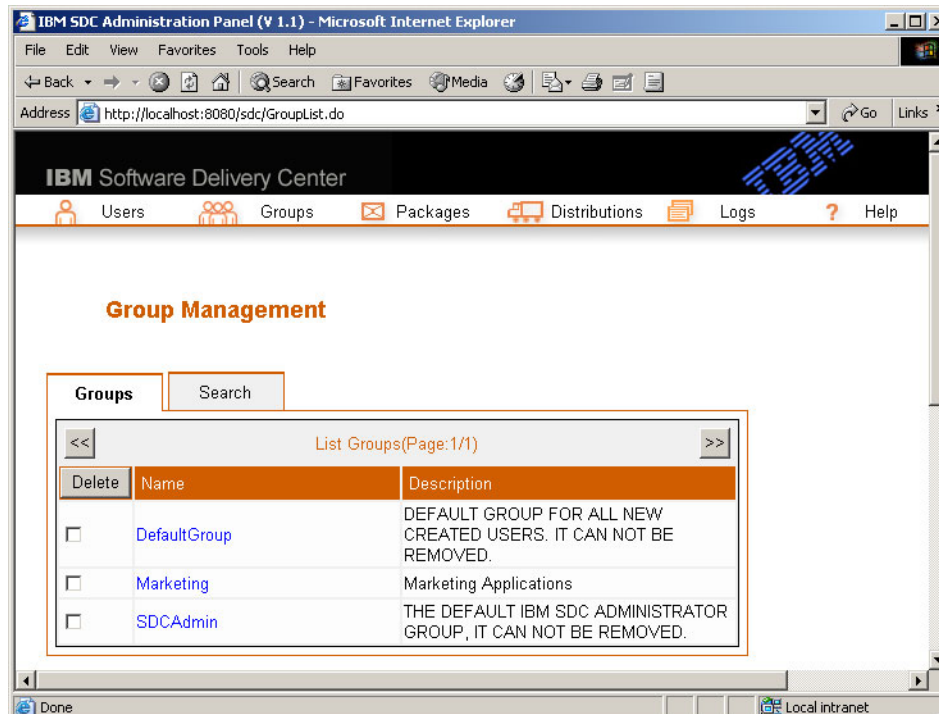 IBM SDC Administration Panel (V 1.1) - Microsoft Internet Explorer
File Edit View Favorites Tools Help
Back Search Favorites Media
Address http://localhost:8080/sdc/GroupList.do Go Links
IBM Software Delivery Center
IBM
Users Groups Packages Distributions Logs ? Help
Group Management
Groups Search
<< List Groups(Page:1/1) >>
Delete Name Description
DefaultGroup
DEFAULT GROUP FOR ALL NEW
CREATED USERS. IT CAN NOT BE
REMOVED.
Marketing Marketing Applications
SDCAdmin
THE DEFAULT IBM SDC ADMINISTRATOR
GROUP, IT CAN NOT BE REMOVED.
Done Local intranet